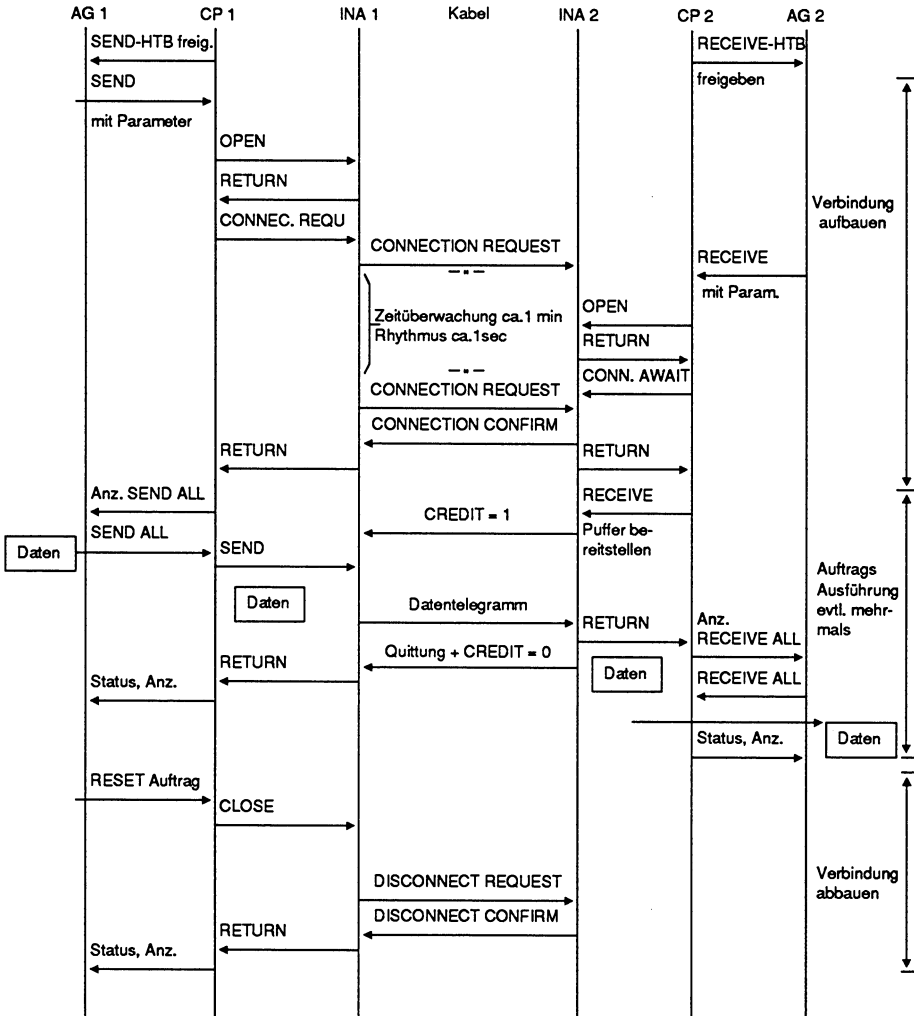 AG 1 CP 1 INA 1 Kabel INA 2 CP 2 AG 2
SEND-HTB freig.
RECEIVE-HTB
freigeben
SEND
mit Parameter
OPEN
RETURN
CONNEC. REQU
Verbindung
aufbauen
CONNECTION REQUEST
RECEIVE
mit Param.
OPEN
Zeitüberwachung ca.1 min
Rhythmus ca.1sec
RETURN
CONN. AWAIT
CONNECTION REQUEST
CONNECTION CONFIRM
RETURN
RETURN
Anz. SEND ALL
RECEIVE
CREDIT = 1
Puffer be-
reitstellen
SEND ALL
Daten
SEND
Auftrags
Ausführung
evtl. mehr-
mals
Daten
Datentelegramm
RETURN
Anz.
RECEIVE ALL
Quittung + CREDIT = 0
RETURN
Daten
RECEIVE ALL
Status, Anz.
Daten
Status, Anz.
RESET Auftrag
CLOSE
DISCONNECT REQUEST
Verbindung
abbauen
DISCONNECT CONFIRM
RETURN
Status, Anz.